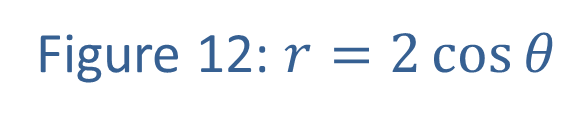 Figure 12: 𝑟 = 2 cos 𝜃